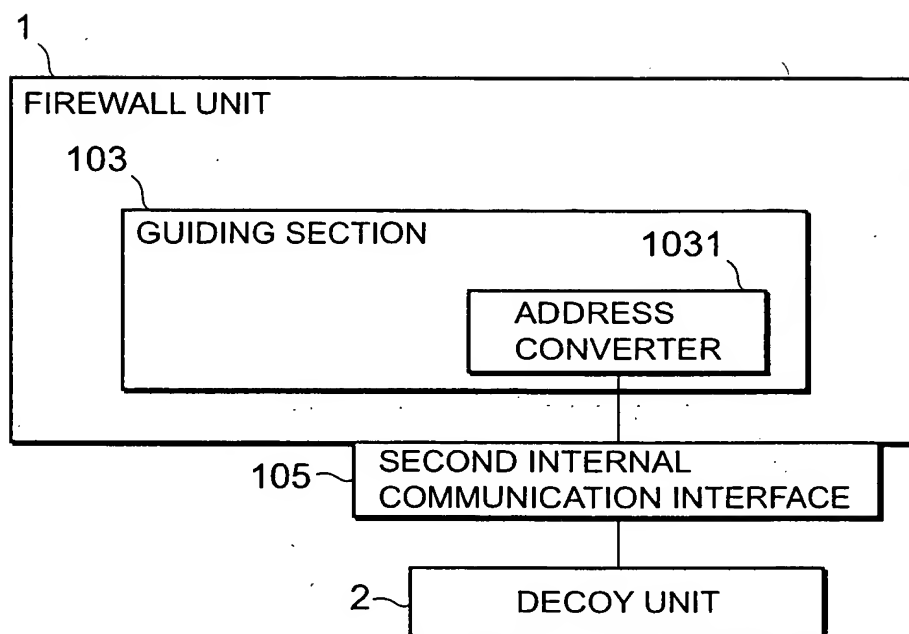 1
FIREWALL UNIT
103
GUIDING SECTION
1031
ADDRESS
CONVERTER
105
SECOND INTERNAL
COMMUNICATION INTERFACE
2
DECOY UNIT